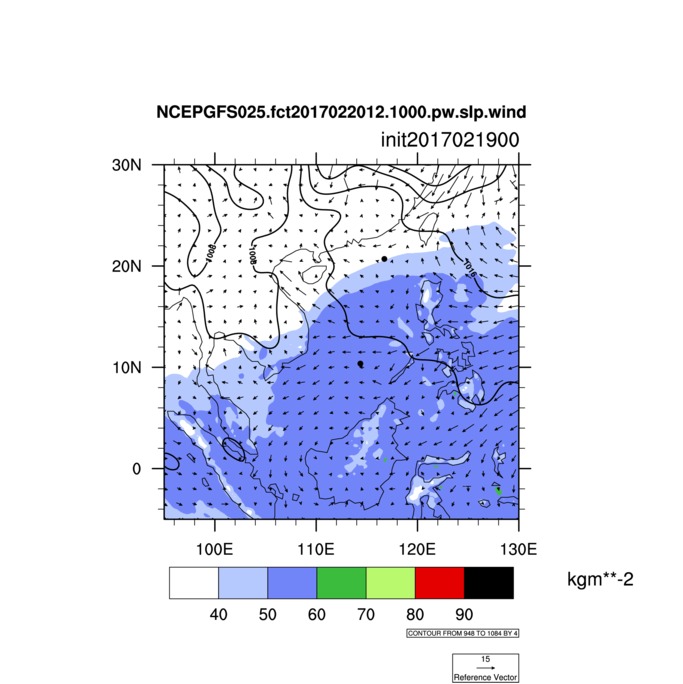 NCEPGFS025.fct2017022012.1000.pw.slp.wind
init2017021900
30N
20N
10N
0
1008
1016
100E 110E 120E 130E
kgm**-2
40 50 60 70 80 90
CONTOUR FROM 948 TO 1084 BY 4
15
Reference Vector